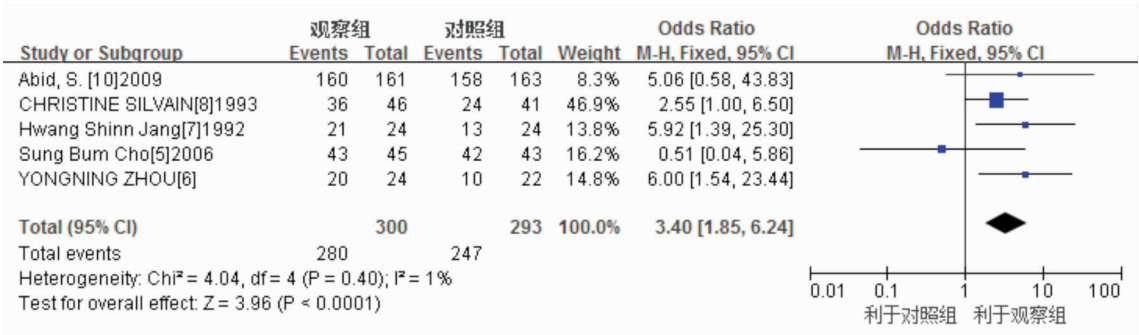 观察组 对照组 Odds Ratio Odds Ratio
Study or Subgroup Events Total Events Total Weight M-H, Fixed, 95% CI M-H, Fixed, 95% CI
Abid, S. [10]2009 160 161 158 163 8.3% 5.06 [0.58, 43.83]
CHRISTINE SILVAIN[8]1993 36 46 24 41 46.9% 2.55 [1.00, 6.50]
Hwang Shinn Jang[7]1992 21 24 13 24 13.8% 5.92 [1.39, 25.30]
Sung Bum Cho[5]2006 43 45 42 43 16.2% 0.51 [0.04, 5.86]
YONGNING ZHOU[6] 20 24 10 22 14.8% 6.00 [1.54, 23.44]
Total (95% CI) 300 293 100.0% 3.40 [1.85, 6.24]
Total events 280 247
Heterogeneity: Chi² = 4.04, df = 4 (P = 0.40); I² = 1%
Test for overall effect: Z = 3.96 (P < 0.0001)
0.01 0.1 1 10 100
利于对照组 利于观察组